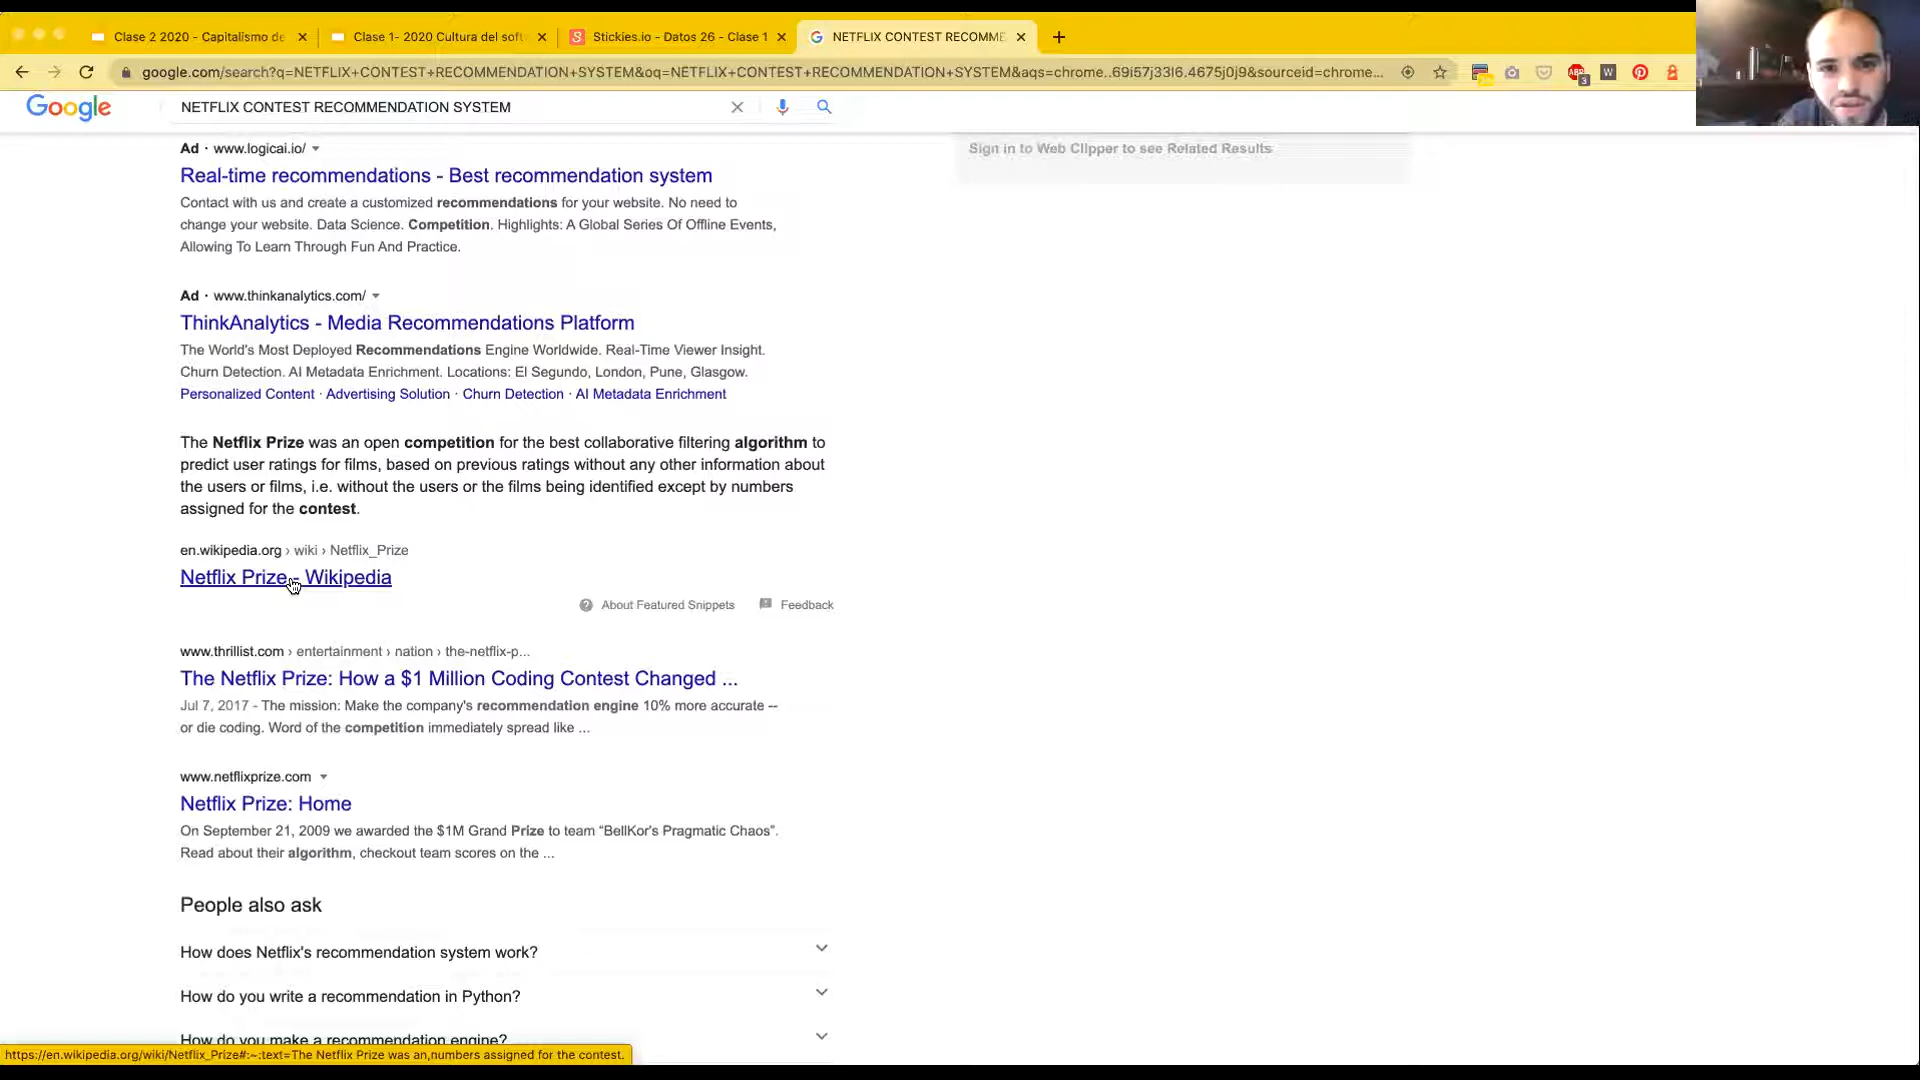 Clase 2 2020 - Capitalismo de
Clase 1- 2020 Cultura del soft
Stickies.io - Datos 26 - Clase 1
NETFLIX CONTEST RECOMME
google.com/search?q=NETFLIX+CONTEST+RECOMMENDATION+SYSTEM&oq=NETFLIX+CONTEST+RECOMMENDATION+SYSTEM&aqs=chrome..69i57j33l6.4675j0j9&sourceid=chrome...
Google
NETFLIX CONTEST RECOMMENDATION SYSTEM
Ad · www.logicai.io/
Sign in to Web Clipper to see Related Results
Real-time recommendations - Best recommendation system
Contact with us and create a customized recommendations for your website. No need to
change your website. Data Science. Competition. Highlights: A Global Series Of Offline Events,
Allowing To Learn Through Fun And Practice.
Ad · www.thinkanalytics.com/
ThinkAnalytics - Media Recommendations Platform
The World's Most Deployed Recommendations Engine Worldwide. Real-Time Viewer Insight.
Churn Detection. AI Metadata Enrichment. Locations: El Segundo, London, Pune, Glasgow.
Personalized Content · Advertising Solution · Churn Detection · AI Metadata Enrichment
The Netflix Prize was an open competition for the best collaborative filtering algorithm to
predict user ratings for films, based on previous ratings without any other information about
the users or films, i.e. without the users or the films being identified except by numbers
assigned for the contest.
en.wikipedia.org › wiki › Netflix_Prize
Netflix Prize - Wikipedia
About Featured Snippets
Feedback
www.thrillist.com › entertainment › nation › the-netflix-p...
The Netflix Prize: How a $1 Million Coding Contest Changed ...
Jul 7, 2017 - The mission: Make the company's recommendation engine 10% more accurate --
or die coding. Word of the competition immediately spread like ...
www.netflixprize.com
Netflix Prize: Home
On September 21, 2009 we awarded the $1M Grand Prize to team “BellKor's Pragmatic Chaos”.
Read about their algorithm, checkout team scores on the ...
People also ask
How does Netflix's recommendation system work?
How do you write a recommendation in Python?
How do you make a recommendation engine?
https://en.wikipedia.org/wiki/Netflix_Prize#:~:text=The Netflix Prize was an,numbers assigned for the contest.